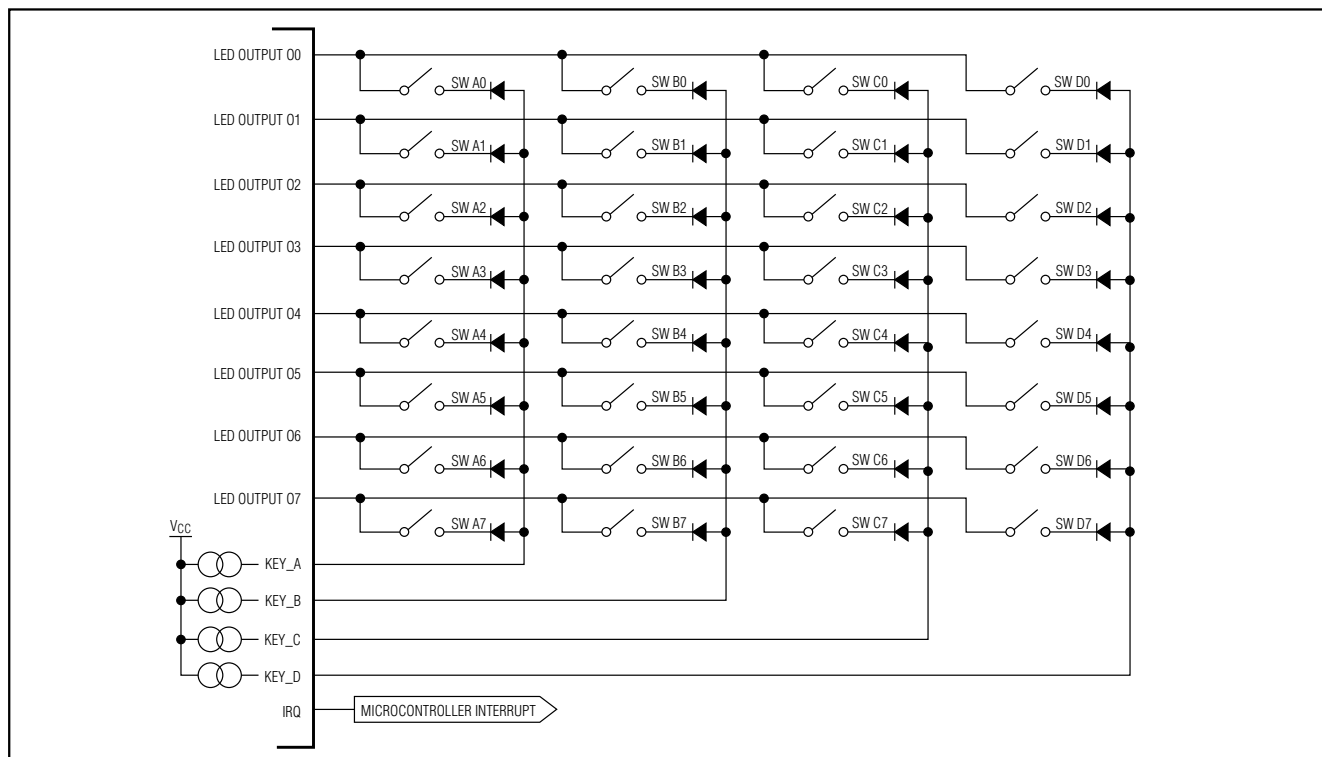 LED OUTPUT O0
SW A0 SW B0 SW C0 SW D0
LED OUTPUT O1
SW A1 SW B1 SW C1 SW D1
LED OUTPUT O2
SW A2 SW B2 SW C2 SW D2
LED OUTPUT O3
SW A3 SW B3 SW C3 SW D3
LED OUTPUT O4
SW A4 SW B4 SW C4 SW D4
LED OUTPUT O5
SW A5 SW B5 SW C5 SW D5
LED OUTPUT O6
SW A6 SW B6 SW C6 SW D6
LED OUTPUT O7
SW A7 SW B7 SW C7 SW D7
VCC
KEY_A
KEY_B
KEY_C
KEY_D
IRQ MICROCONTROLLER INTERRUPT